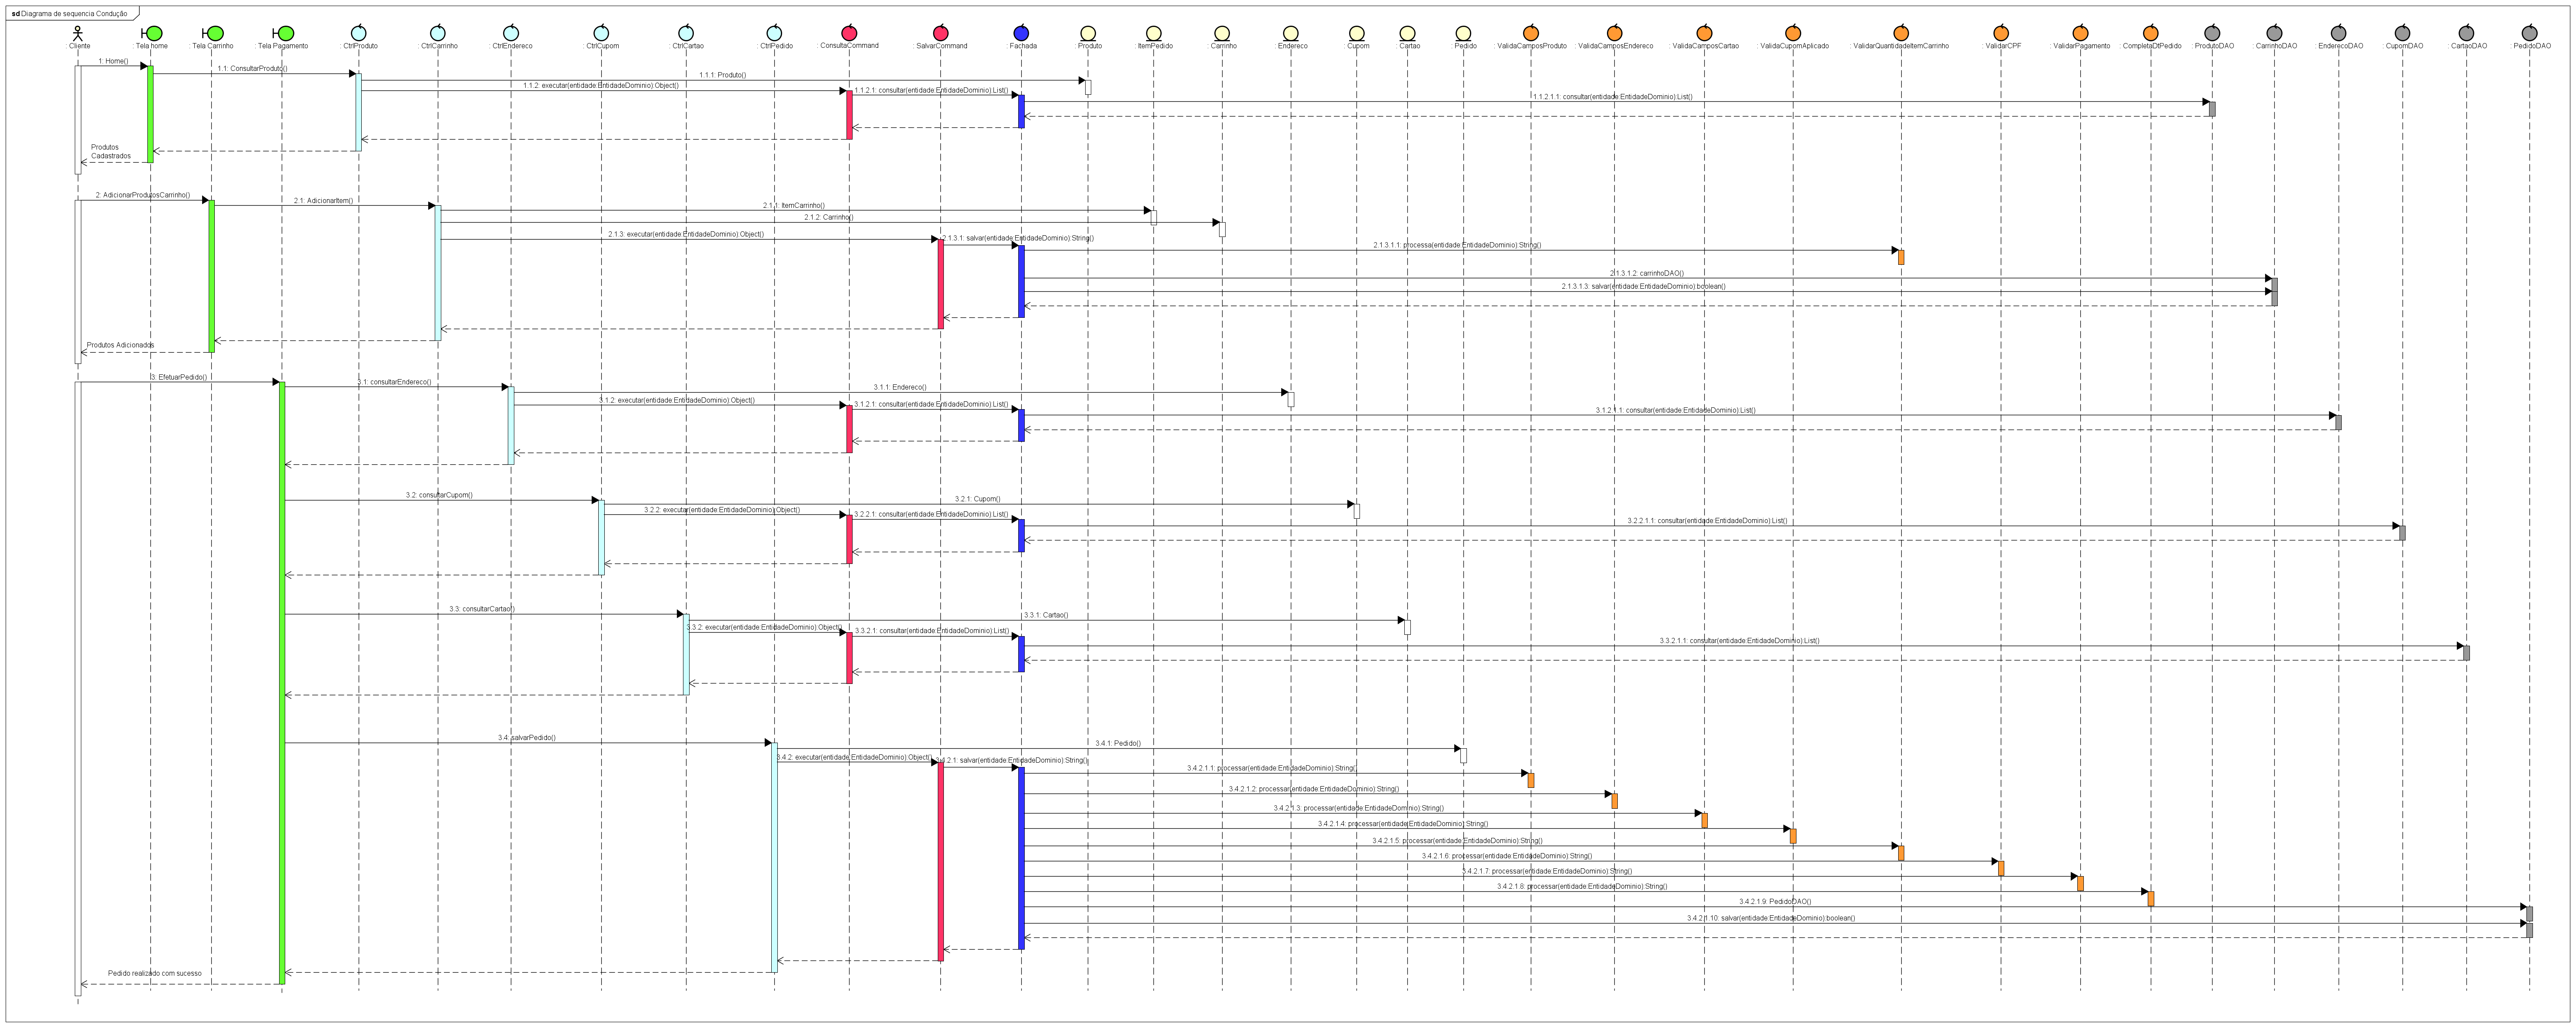 sd Diagrama de sequencia Condução
: Cliente
: Tela home
: Tela Carrinho
: Tela Pagamento
: CtrlProduto
: CtrlCarrinho
: CtrlEndereco
: CtrlCupom
: CtrlCartao
: CtrlPedido
: ConsultaCommand
: SalvarCommand
: Fachada
: Produto
: ItemPedido
: Carrinho
: Endereco
: Cupom
: Cartao
: Pedido
: ValidaCamposProduto
: ValidaCamposEndereco
: ValidaCamposCartao
: ValidaCupomAplicado
: ValidarQuantidadeItemCarrinho
: ValidarCPF
: ValidarPagamento
: CompletaDtPedido
: ProdutoDAO
: CarrinhoDAO
: EnderecoDAO
: CupomDAO
: CartaoDAO
: PedidoDAO
1: Home()
1.1: ConsultarProduto()
1.1.1: Produto()
1.1.2: executar(entidade:EntidadeDominio):Object()
1.1.2.1: consultar(entidade:EntidadeDominio):List()
1.1.2.1.1: consultar(entidade:EntidadeDominio):List()
Produtos
Cadastrados
2: AdicionarProdutosCarrinho()
2.1: AdicionarItem()
2.1.1: ItemCarrinho()
2.1.2: Carrinho()
2.1.3: executar(entidade:EntidadeDominio):Object()
2.1.3.1: salvar(entidade:EntidadeDominio):String()
2.1.3.1.1: processa(entidade:EntidadeDominio):String()
2.1.3.1.2: carrinhoDAO()
2.1.3.1.3: salvar(entidade:EntidadeDominio):boolean()
Produtos Adicionados
3: EfetuarPedido()
3.1: consultarEndereco()
3.1.1: Endereco()
3.1.2: executar(entidade:EntidadeDominio):Object()
3.1.2.1: consultar(entidade:EntidadeDominio):List()
3.1.2.1.1: consultar(entidade:EntidadeDominio):List()
3.2: consultarCupom()
3.2.1: Cupom()
3.2.2: executar(entidade:EntidadeDominio):Object()
3.2.2.1: consultar(entidade:EntidadeDominio):List()
3.2.2.1.1: consultar(entidade:EntidadeDominio):List()
3.3: consultarCartao()
3.3.1: Cartao()
3.3.2: executar(entidade:EntidadeDominio):Object()
3.3.2.1: consultar(entidade:EntidadeDominio):List()
3.3.2.1.1: consultar(entidade:EntidadeDominio):List()
3.4: salvarPedido()
3.4.1: Pedido()
3.4.2: executar(entidade:EntidadeDominio):Object()
3.4.2.1: salvar(entidade:EntidadeDominio):String()
3.4.2.1.1: processar(entidade:EntidadeDominio):String()
3.4.2.1.2: processar(entidade:EntidadeDominio):String()
3.4.2.1.3: processar(entidade:EntidadeDominio):String()
3.4.2.1.4: processar(entidade:EntidadeDominio):String()
3.4.2.1.5: processar(entidade:EntidadeDominio):String()
3.4.2.1.6: processar(entidade:EntidadeDominio):String()
3.4.2.1.7: processar(entidade:EntidadeDominio):String()
3.4.2.1.8: processar(entidade:EntidadeDominio):String()
3.4.2.1.9: PedidoDAO()
3.4.2.1.10: salvar(entidade:EntidadeDominio):boolean()
Pedido realizado com sucesso